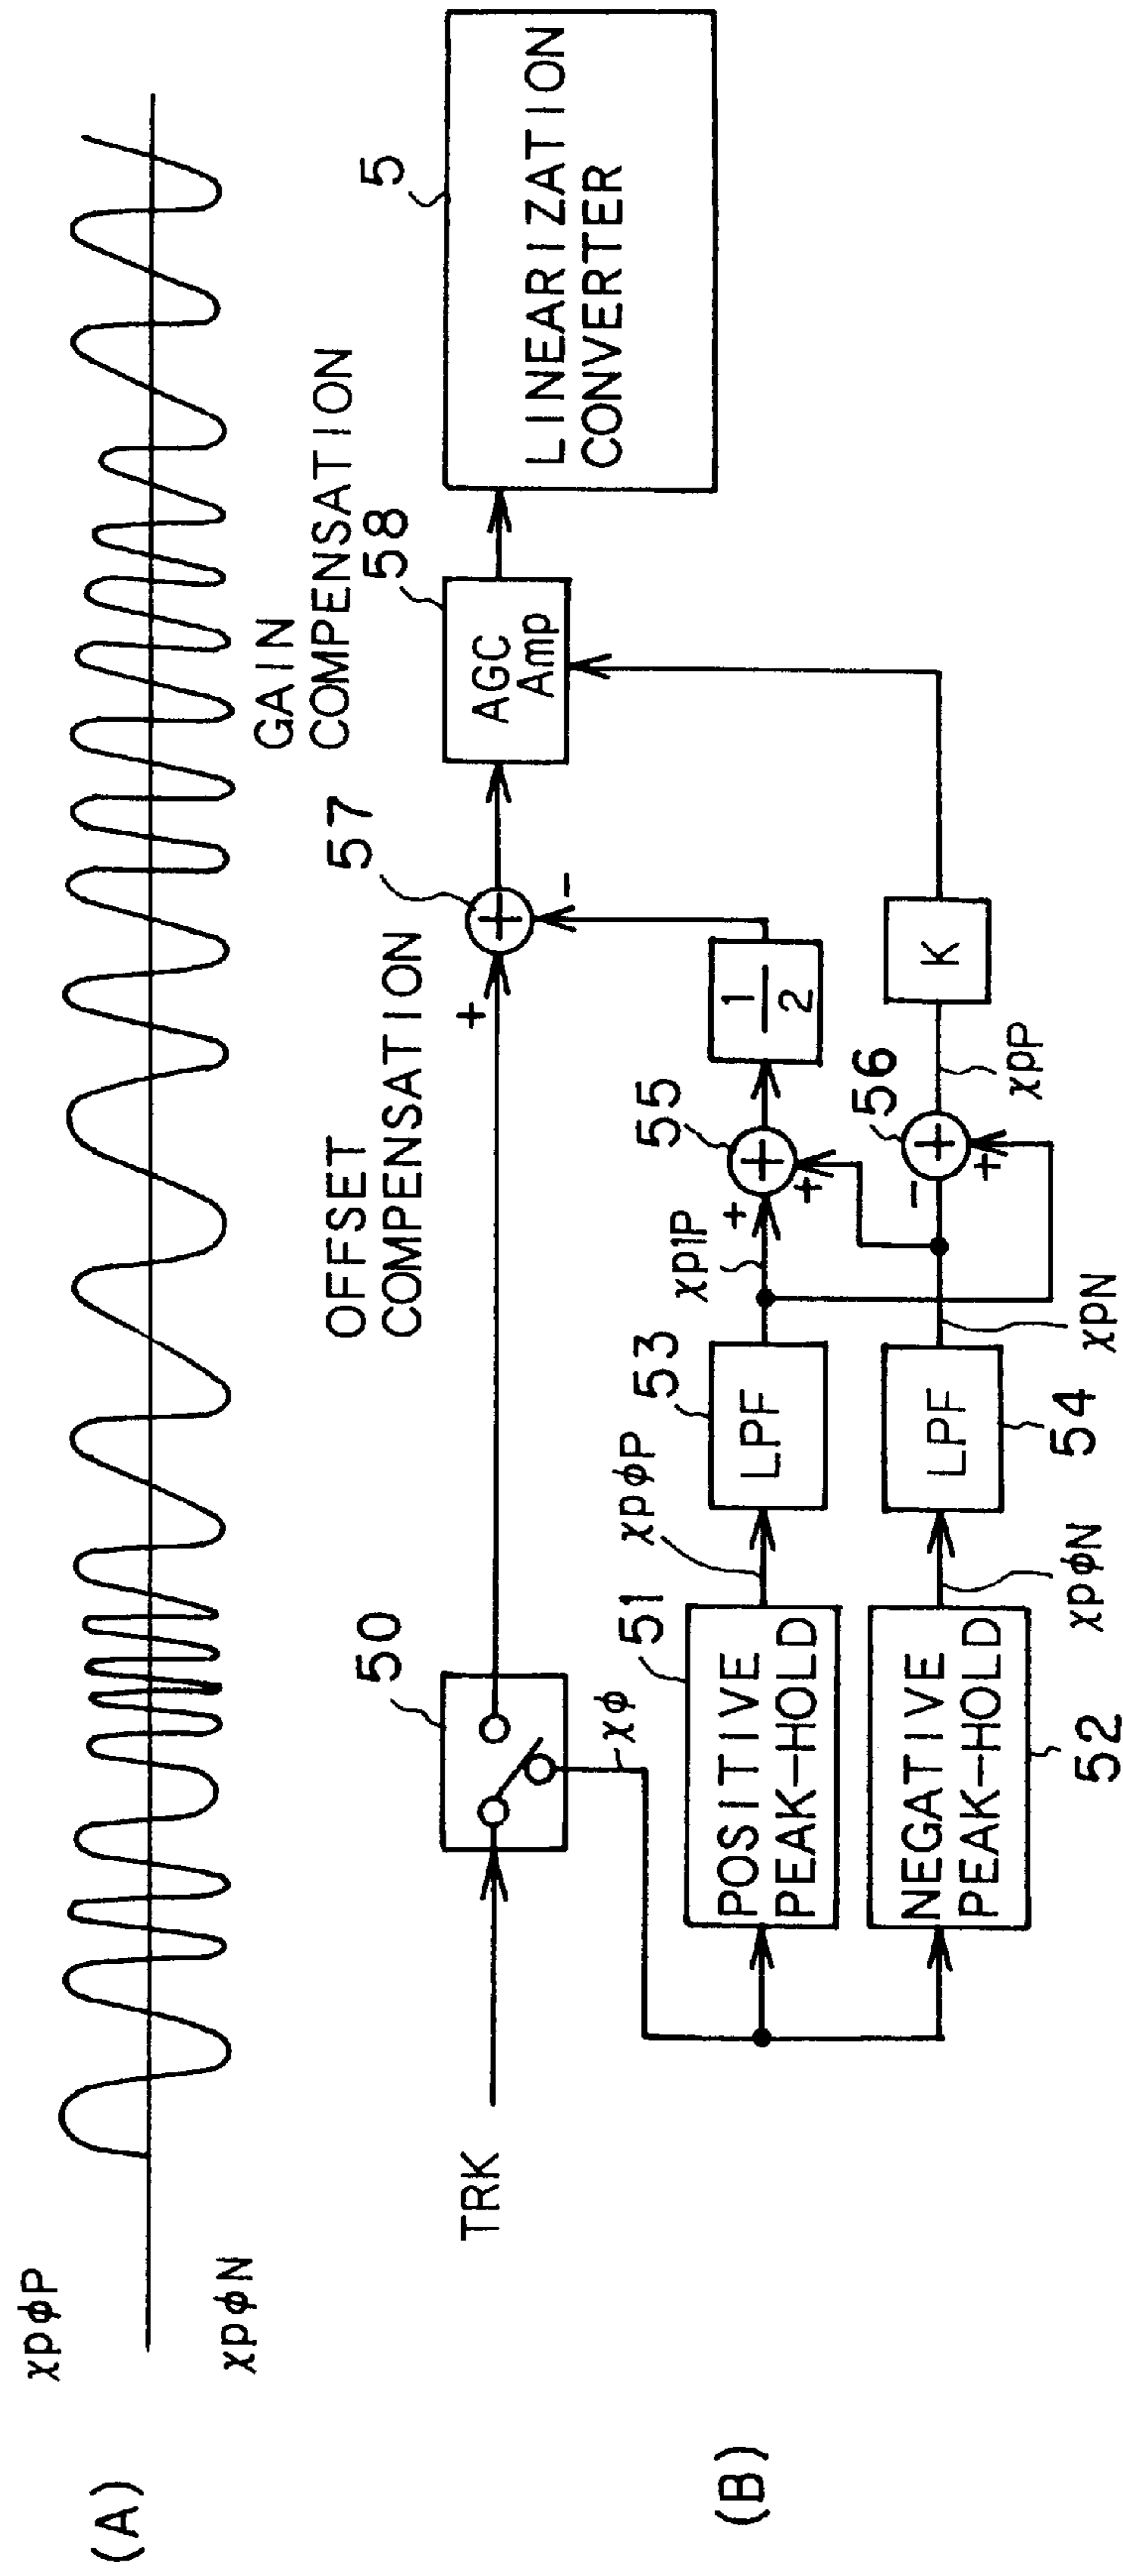 (A)
χpφP
χpφN
(B)
TRK
50
χφ
51
POSITIVE
PEAK-HOLD
NEGATIVE
PEAK-HOLD
52
χpφP
χpφN
53
LPF
LPF
54
χp1P
χpN
OFFSET
COMPENSATION
55
+
+
+
56
-
+
+
χpP
1
2
K
57
+
+
-
GAIN
COMPENSATION
58
AGC
Amp
5
LINEARIZATION
CONVERTER